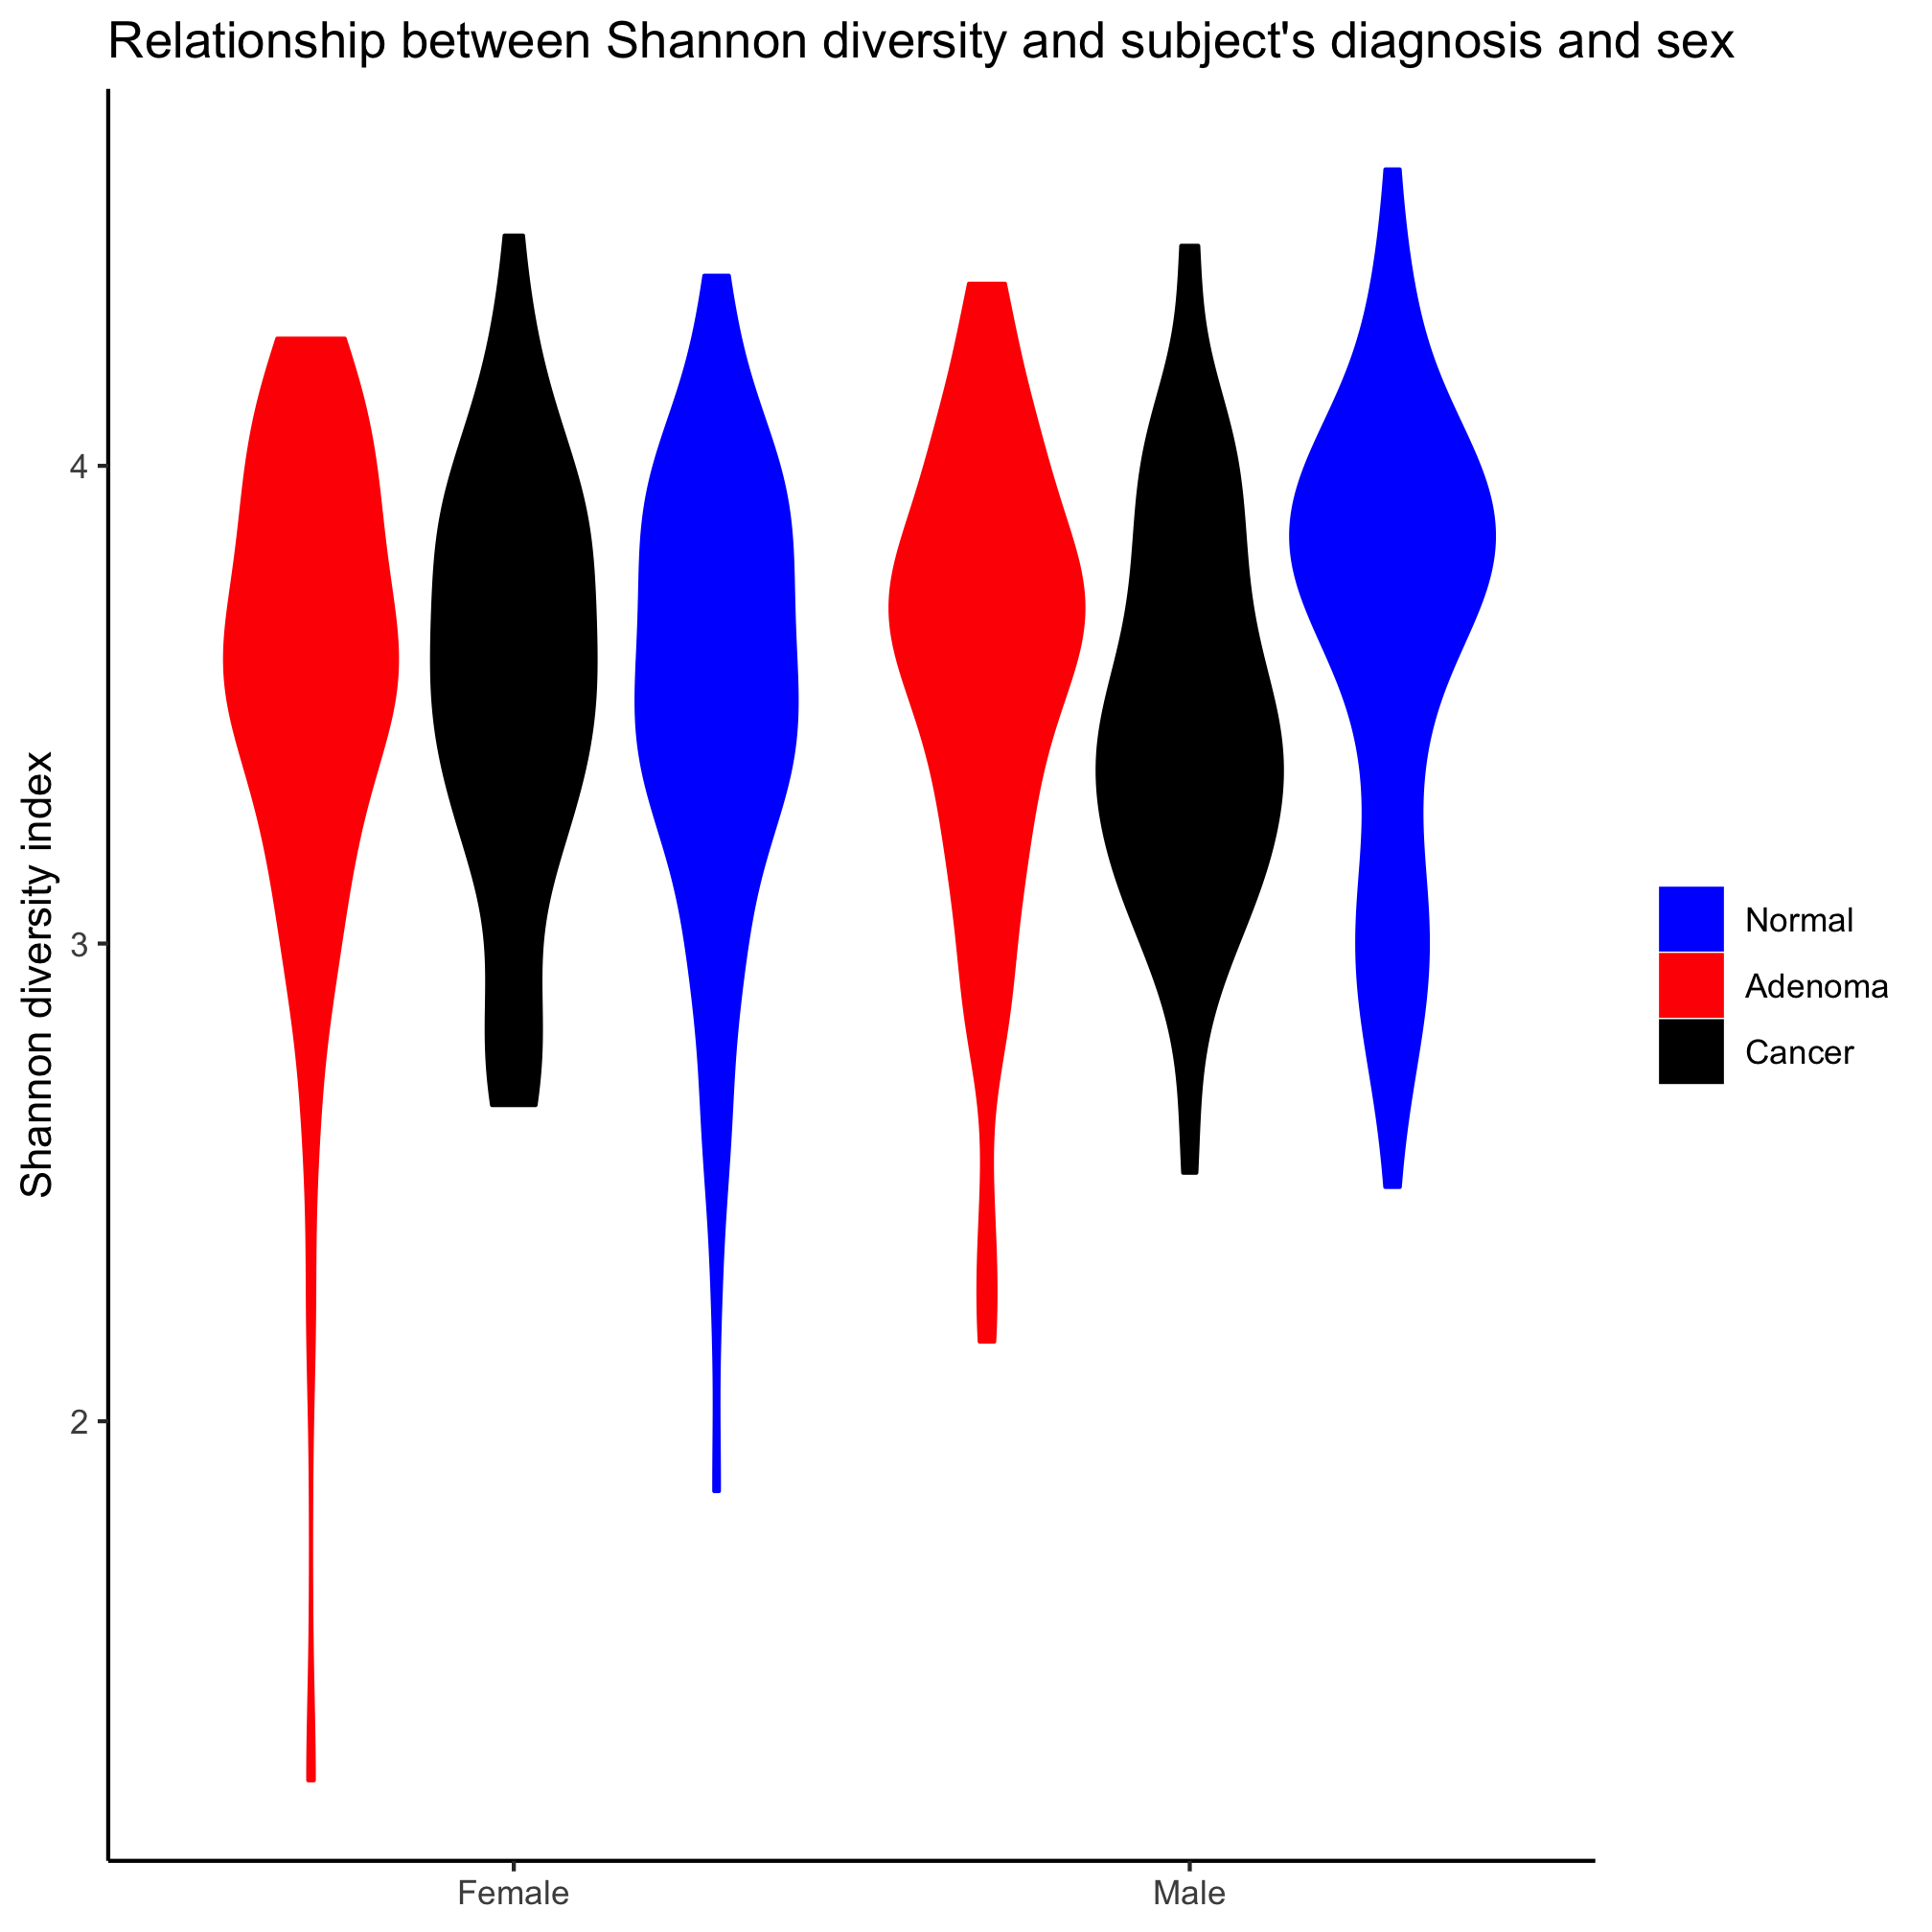 Relationship between Shannon diversity and subject's diagnosis and sex
Shannon diversity index
4
3
2
Female
Male
Normal
Adenoma
Cancer